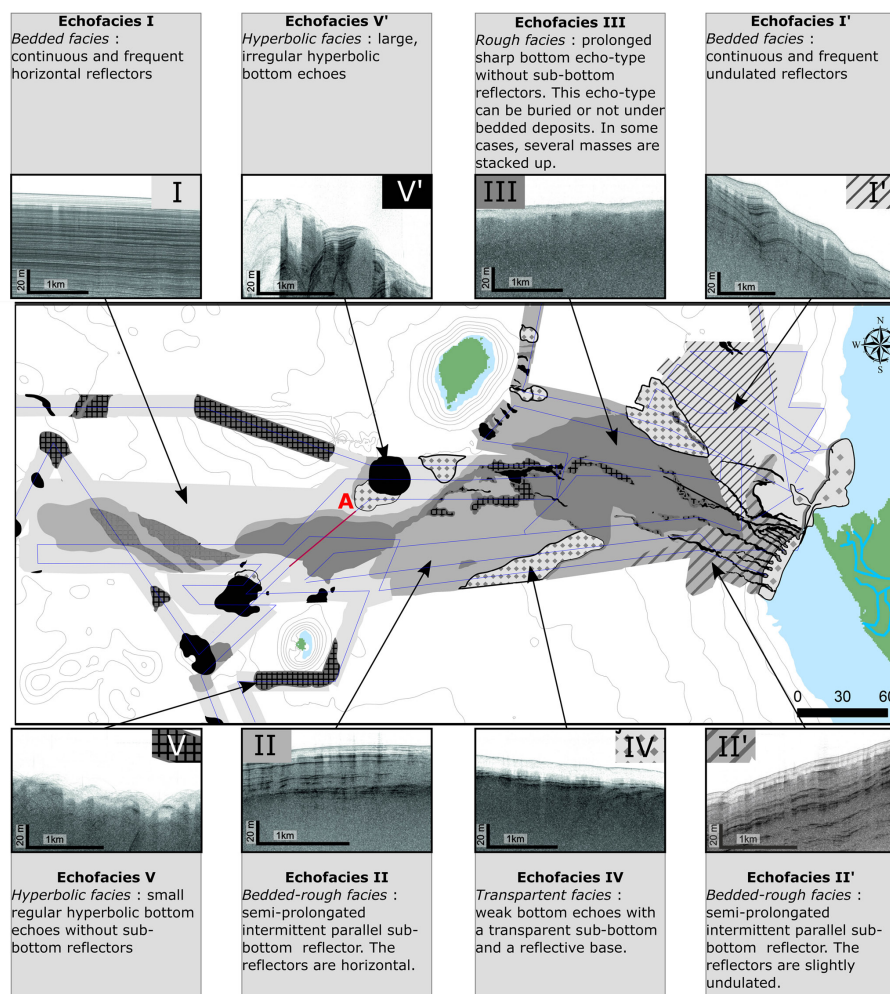 Echofacies I
Bedded facies :
continuous and frequent
horizontal reflectors
Echofacies V'
Hyperbolic facies : large,
irregular hyperbolic
bottom echoes
Echofacies III
Rough facies : prolonged
sharp bottom echo-type
without sub-bottom
reflectors. This echo-type
can be buried or not under
bedded deposits. In some
cases, several masses are
stacked up.
Echofacies I'
Bedded facies :
continuous and frequent
undulated reflectors
I
20 m
1km
V'
20 m
1km
III
20 m
1km
I'
20 m
1km
N
W
E
S
A
0 30 60
V
20 m
1km
II
20 m
1km
IV
20 m
1km
II'
20 m
1km
Echofacies V
Hyperbolic facies : small
regular hyperbolic bottom
echoes without sub-
bottom reflectors
Echofacies II
Bedded-rough facies :
semi-prolongated
intermittent parallel sub-
bottom reflector. The
reflectors are horizontal.
Echofacies IV
Transpartent facies :
weak bottom echoes with
a transparent sub-bottom
and a reflective base.
Echofacies II'
Bedded-rough facies :
semi-prolongated
intermittent parallel sub-
bottom reflector. The
reflectors are slightly
undulated.